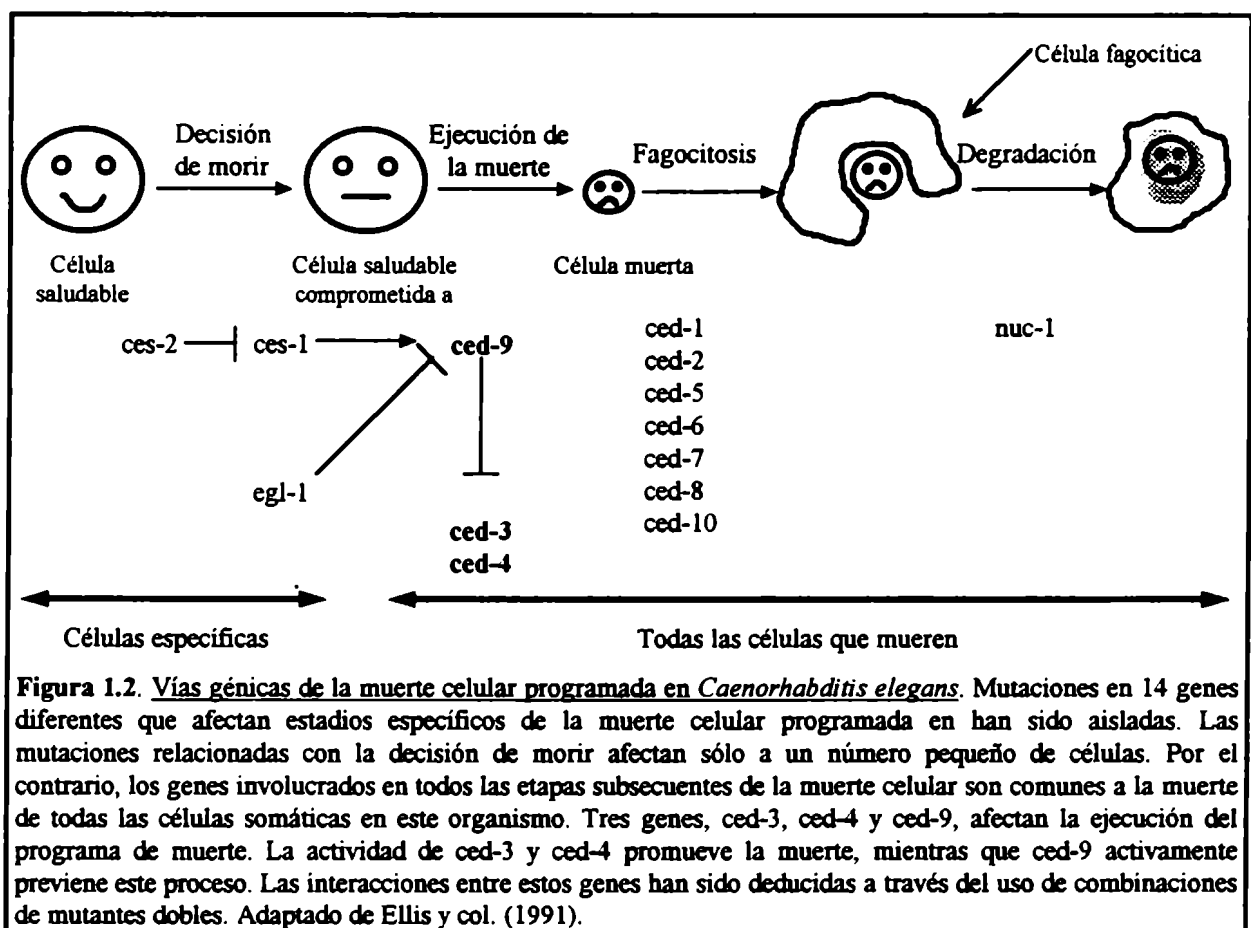 Célula fagocítica
Decisión
de morir
Ejecución de
la muerte
Fagocitosis
Degradación
Célula
saludable
Célula saludable
comprometida a
Célula muerta
ces-2
ces-1
ced-9
egl-1
ced-3
ced-4
ced-1
ced-2
ced-5
ced-6
ced-7
ced-8
ced-10
nuc-1
Células específicas
Todas las células que mueren
Figura 1.2. Vías génicas de la muerte celular programada en Caenorhabditis elegans. Mutaciones en 14 genes
diferentes que afectan estadios específicos de la muerte celular programada en han sido aisladas. Las
mutaciones relacionadas con la decisión de morir afectan sólo a un número pequeño de células. Por el
contrario, los genes involucrados en todos las etapas subsecuentes de la muerte celular son comunes a la muerte
de todas las células somáticas en este organismo. Tres genes, ced-3, ced-4 y ced-9, afectan la ejecución del
programa de muerte. La actividad de ced-3 y ced-4 promueve la muerte, mientras que ced-9 activamente
previene este proceso. Las interacciones entre estos genes han sido deducidas a través del uso de combinaciones
de mutantes dobles. Adaptado de Ellis y col. (1991).